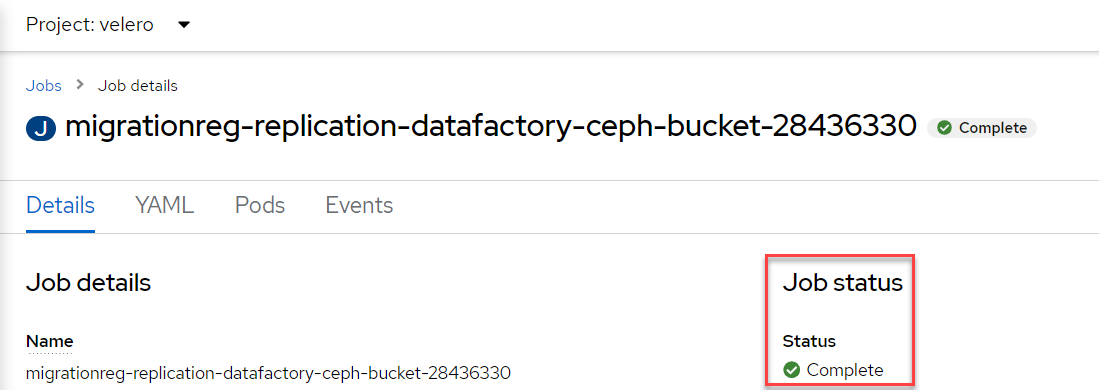 Project: velero
Jobs > Job details
J migrationreg-replication-datafactory-ceph-bucket-28436330 Complete
Details YAML Pods Events
Job details Job status
Name Status
migrationreg-replication-datafactory-ceph-bucket-28436330 Complete